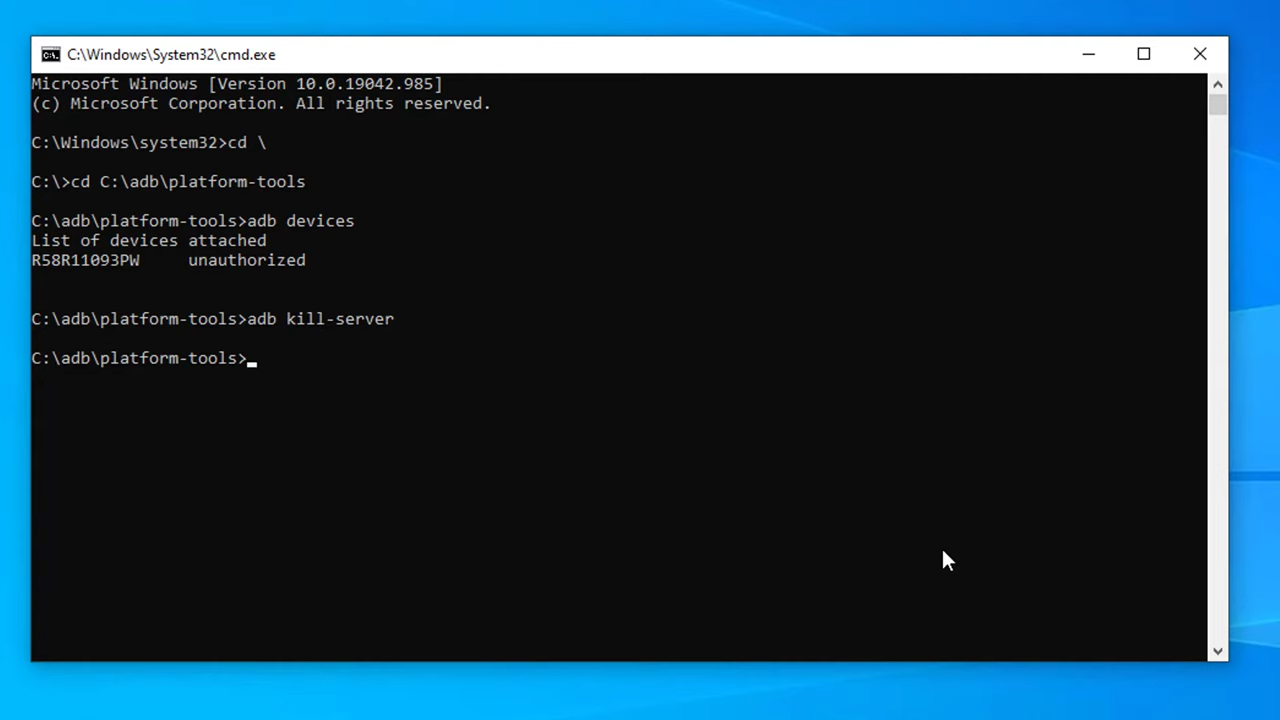 C:\Windows\System32\cmd.exe
Microsoft Windows [Version 10.0.19042.985]
(c) Microsoft Corporation. All rights reserved.
C:\Windows\system32>cd \
C:\>cd C:\adb\platform-tools
C:\adb\platform-tools>adb devices
List of devices attached
R58R11093PW     unauthorized
C:\adb\platform-tools>adb kill-server
C:\adb\platform-tools>